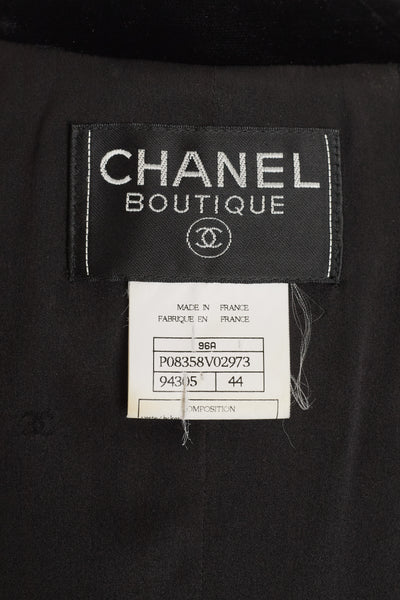 CHANEL
BOUTIQUE
MADE IN FRANCE
FABRIQUE EN FRANCE
96A
P08358V02973
94305 44
COMPOSITION